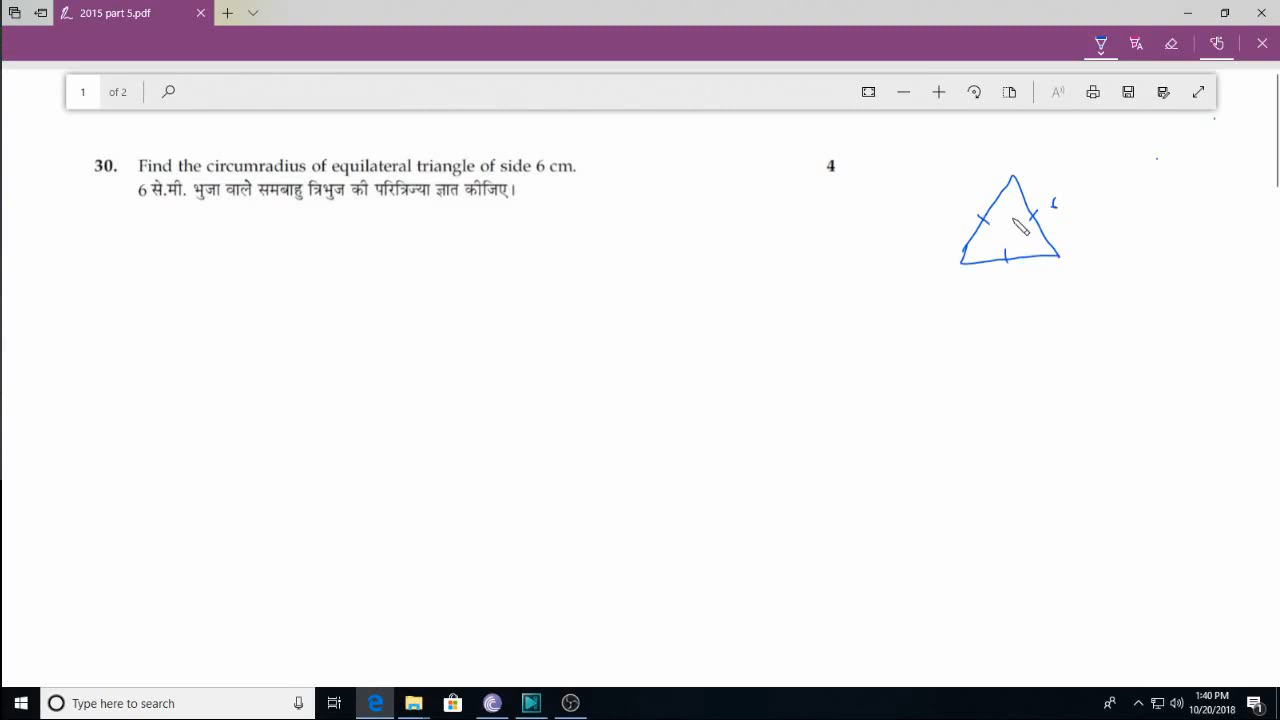 2015 part 5.pdf
1 of 2
30. Find the circumradius of equilateral triangle of side 6 cm. 4
6 से.मी. भुजा वाले समबाहु त्रिभुज की परित्रिज्या ज्ञात कीजिए।
Type here to search
1:40 PM
10/20/2018